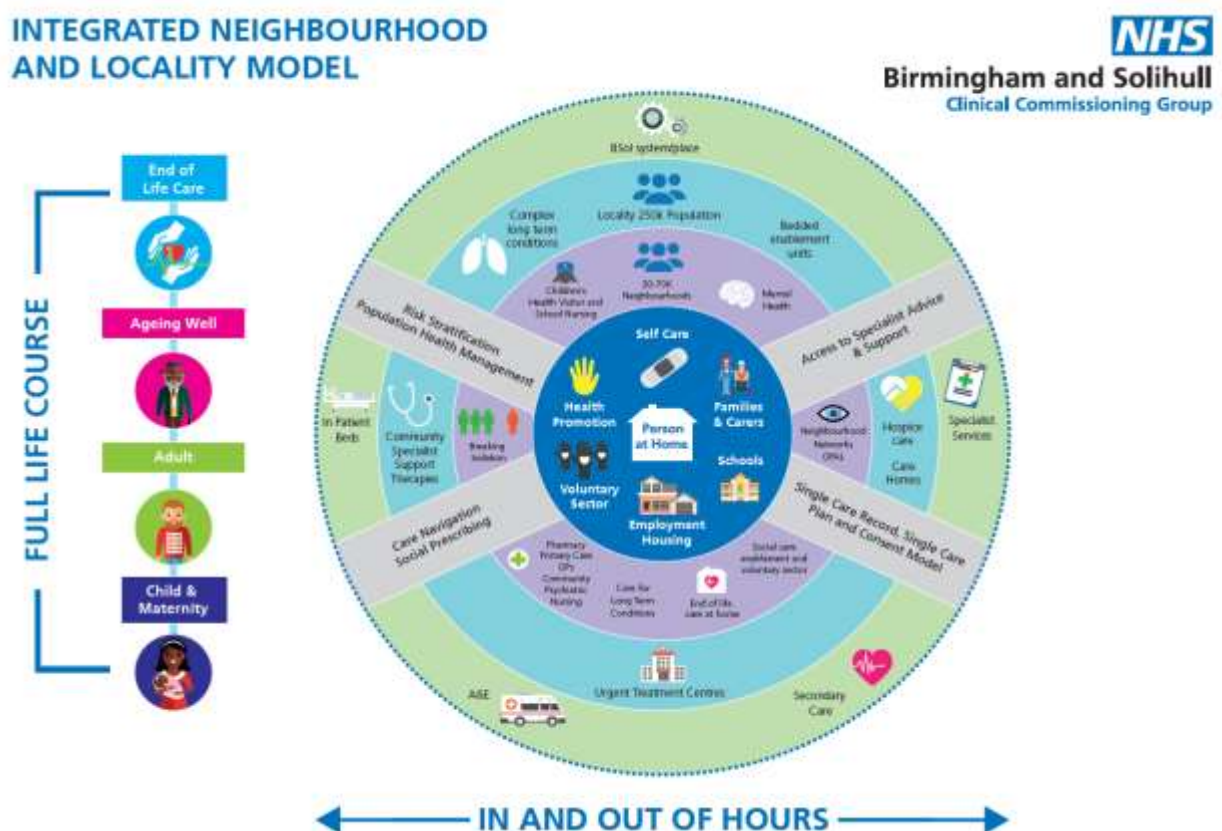 INTEGRATED NEIGHBOURHOOD
AND LOCALITY MODEL
NHS
Birmingham and Solihull
Clinical Commissioning Group
FULL LIFE COURSE
End of
Life Care
Ageing Well
Adult
Child &
Maternity
BSol system/place
Locality 250k Population
Complex
long term
conditions
Bedded
enablement
units
Children's
Health Visitor and
School Nursing
30-70K
Neighbourhoods
Mental
Health
Risk Stratification
Population Health Management
Access to Specialist Advice
& Support
Self Care
Health
Promotion
Families
& Carers
Person
at Home
Voluntary
Sector
Schools
Employment
Housing
In Patient
Beds
Community
Specialist
Support
Therapies
Breaking
Isolation
Neighbourhood
Networks
Hospice
care
Care
Homes
Specialist
Services
Care Navigation
Social Prescribing
Single Care Record, Single Care
Plan and Consent Model
Pharmacy
Primary Care
GPs
Community
Psychiatric
Nursing
Care for
Long Term
Conditions
End of life
care at home
Social care
enablement and
voluntary sector
Urgent Treatment Centres
A&E
Secondary
Care
IN AND OUT OF HOURS